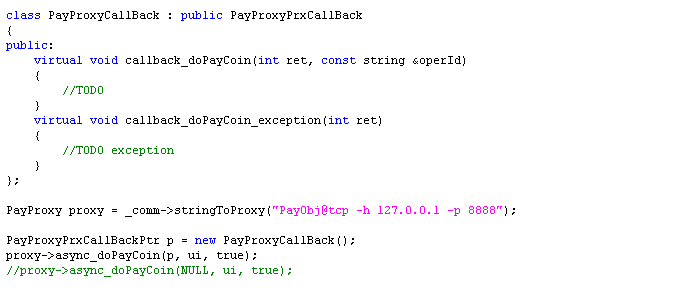 class PayProxyCallBack : public PayProxyPrxCallBack
{
public:
    virtual void callback_doPayCoin(int ret, const string &operId)
    {
        //TODO
    }
    virtual void callback_doPayCoin_exception(int ret)
    {
        //TODO exception
    }
};

PayProxy proxy = _comm->stringToProxy("PayObj@tcp -h 127.0.0.1 -p 8888");

PayProxyPrxCallBackPtr p = new PayProxyCallBack();
proxy->async_doPayCoin(p, ui, true);
//proxy->async_doPayCoin(NULL, ui, true);